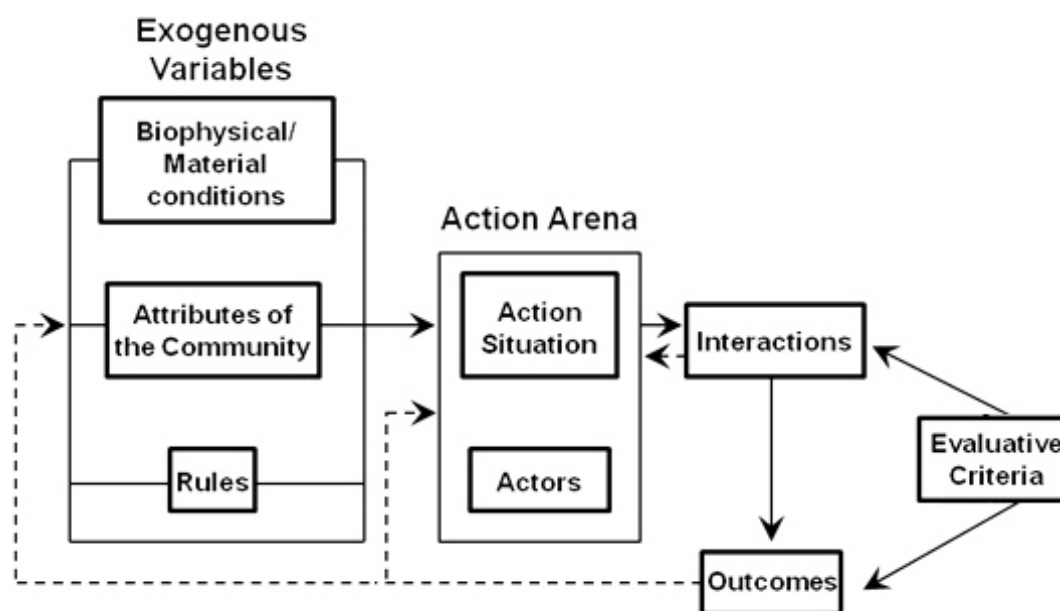 Exogenous
Variables
Biophysical/
Material
conditions
Attributes of
the Community
Rules
Action Arena
Action
Situation
Actors
Interactions
Outcomes
Evaluative
Criteria